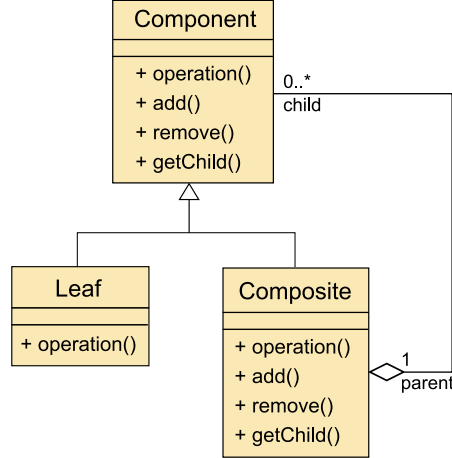 Component
+ operation()
+ add()
+ remove()
+ getChild()
0..*
child
Leaf
+ operation()
Composite
+ operation()
+ add()
+ remove()
+ getChild()
1
parent